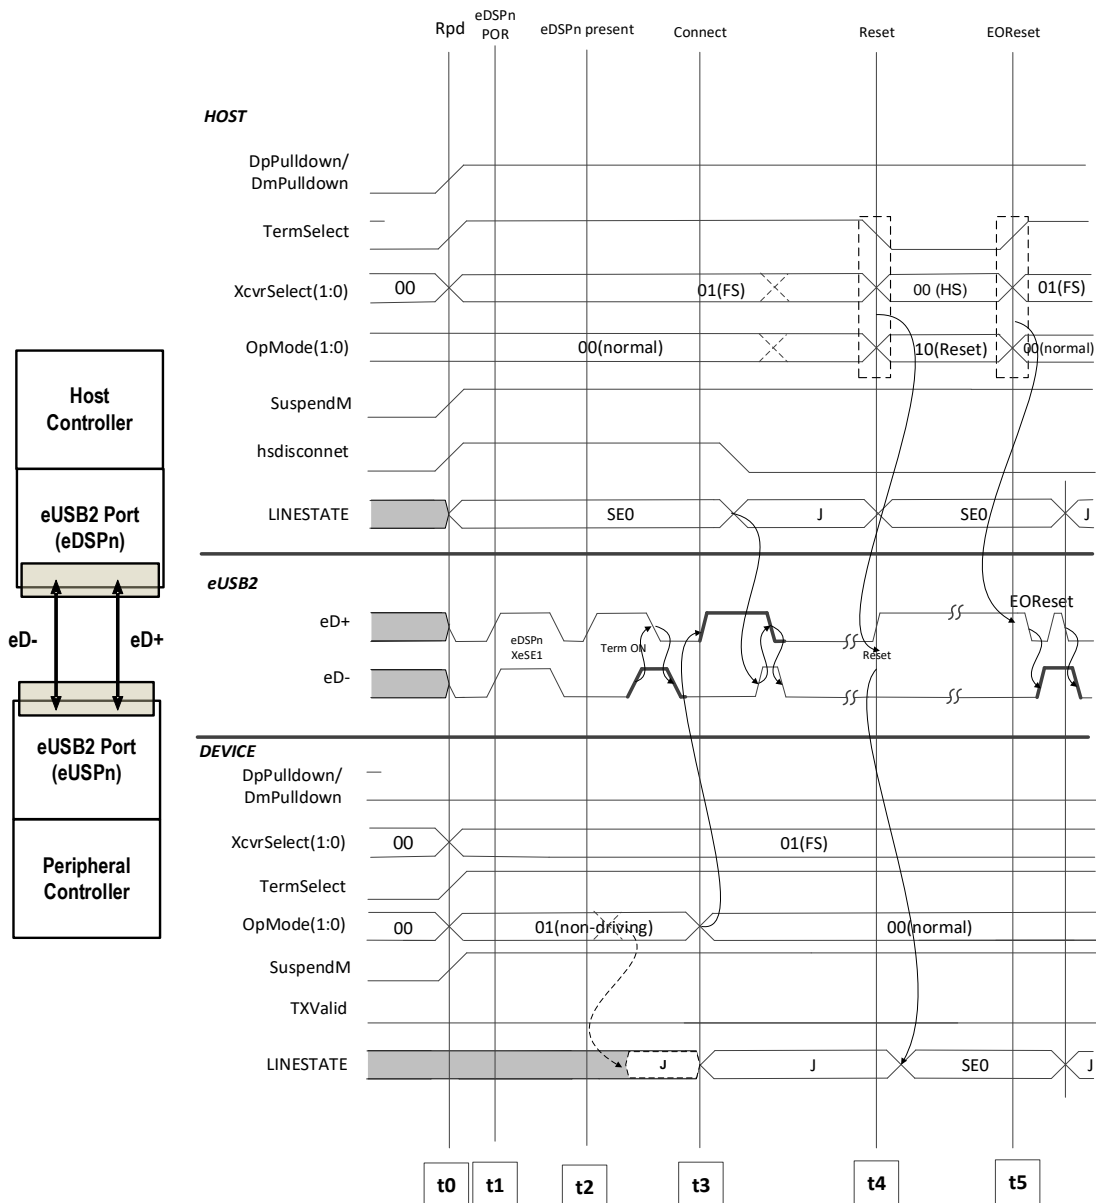 eDSPn
Rpd POR eDSPn present Connect Reset EOReset
HOST
DpPulldown/
DmPulldown
TermSelect
XcvrSelect(1:0) 00 01(FS) 00 (HS) 01(FS)
OpMode(1:0) 00(normal) 10(Reset) 00(normal)
SuspendM
hsdisconnet
LINESTATE SE0 J SE0 J
Host
Controller
eUSB2 Port
(eDSPn)
eD- eD+
eUSB2 Port
(eUSPn)
Peripheral
Controller
eUSB2
EOReset
eD+
eDSPn
XeSE1
Term ON
Reset
eD-
DEVICE
DpPulldown/
DmPulldown
XcvrSelect(1:0) 00 01(FS)
TermSelect
OpMode(1:0) 00 01(non-driving) 00(normal)
SuspendM
TXValid
LINESTATE J J SE0 J
t0 t1 t2 t3 t4 t5